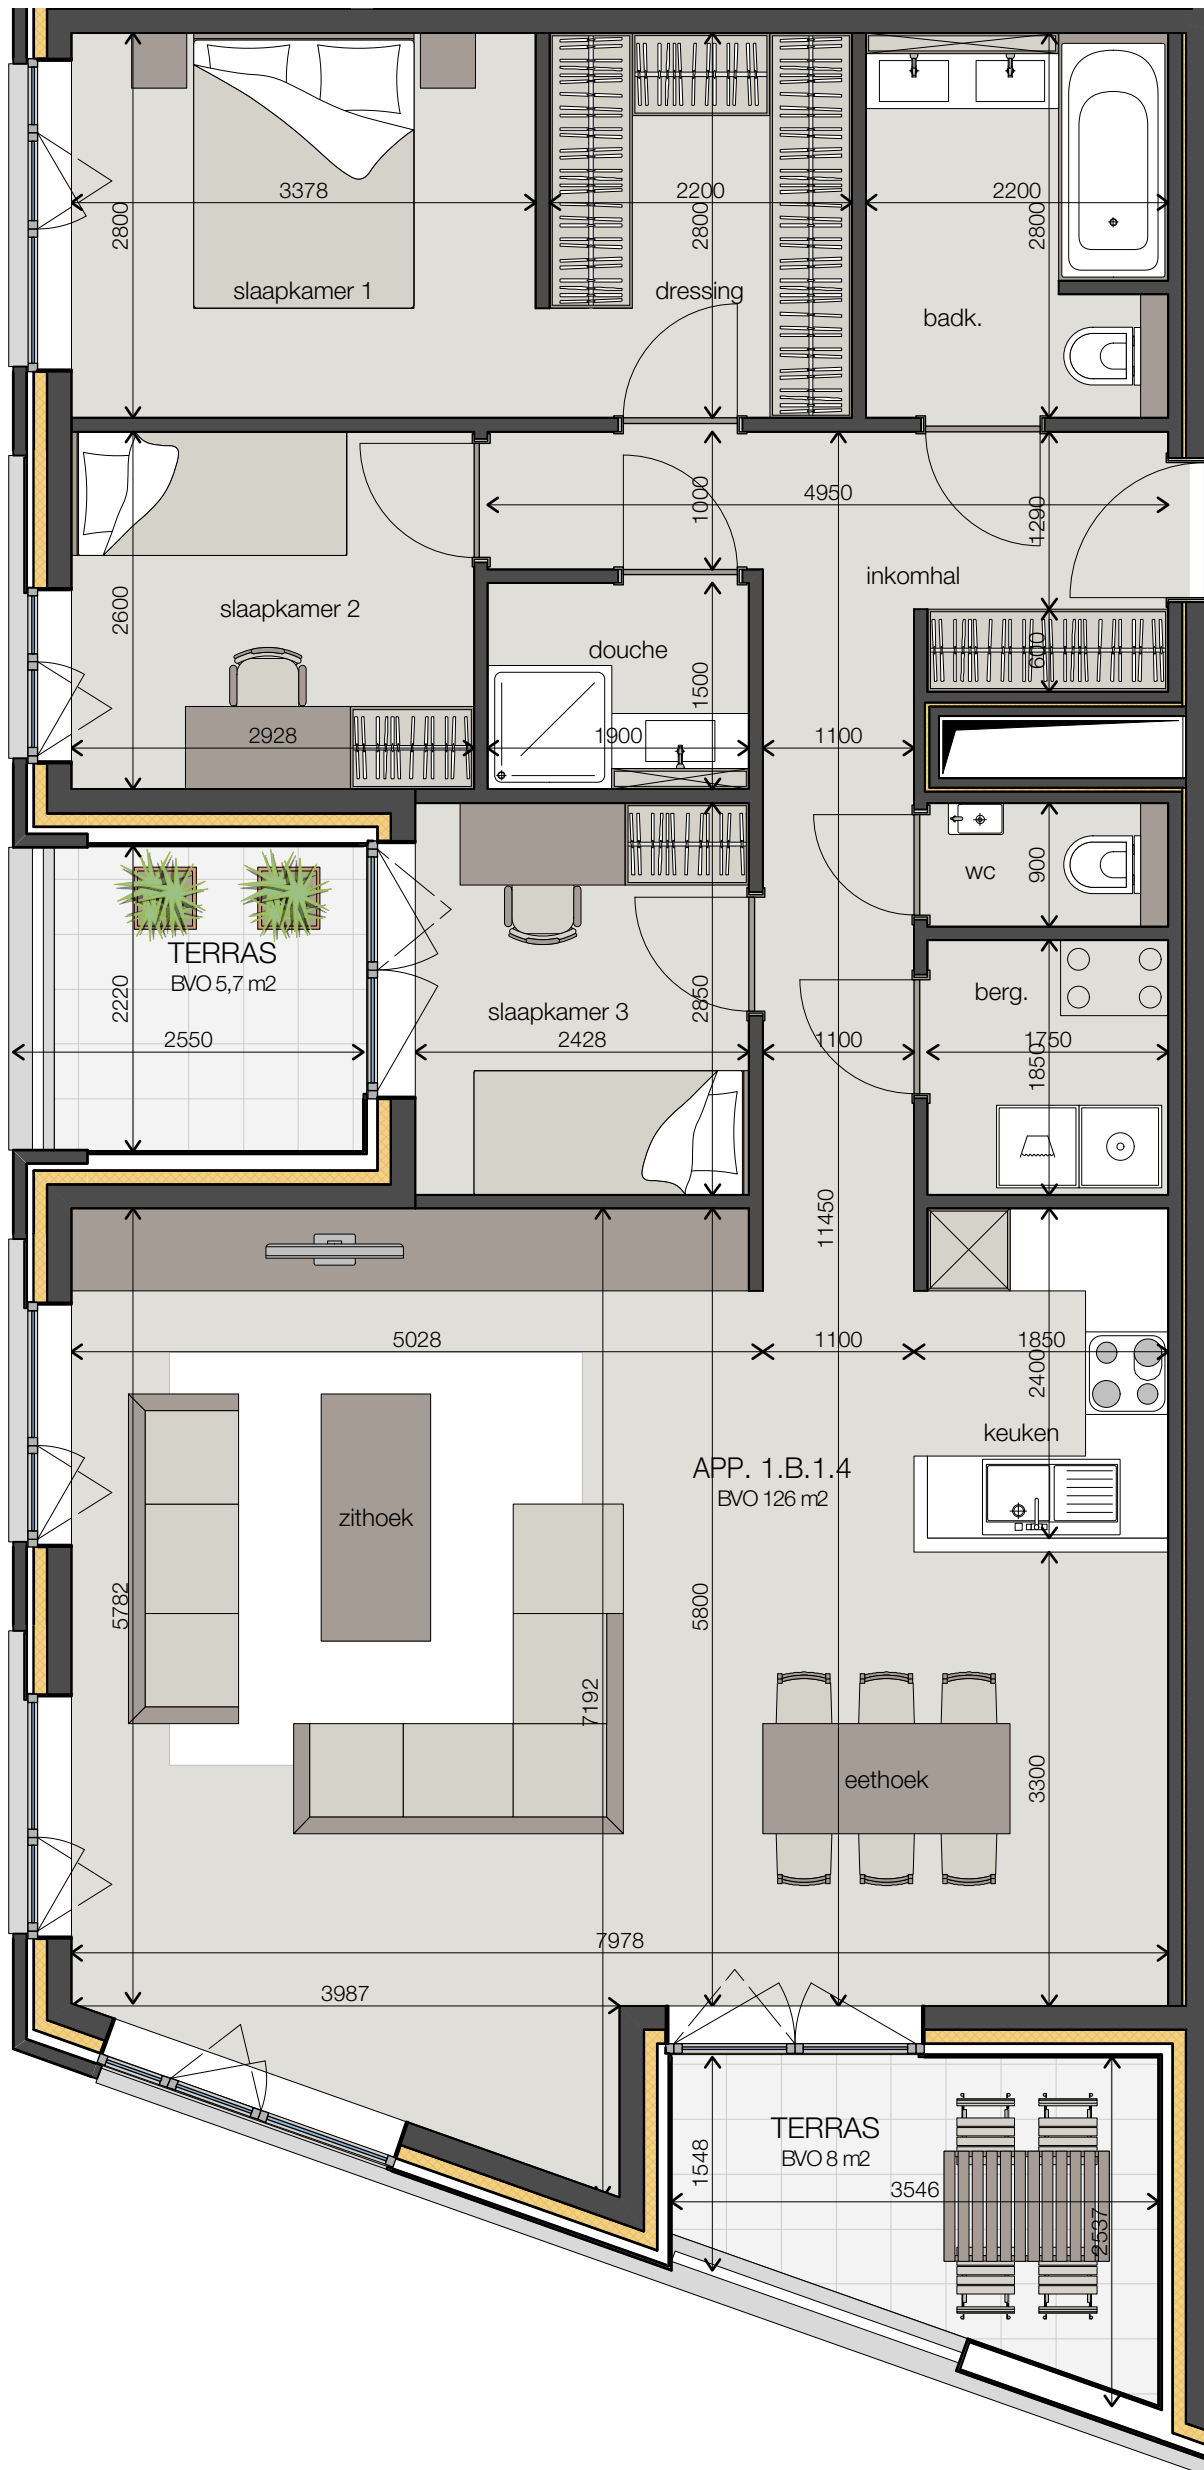 3378
2200
2200
2800
2800
2800
slaapkamer 1
dressing
badk.
4950
1000
1290
inkomhal
slaapkamer 2
2600
douche
600
1500
2928
1900
1100
wc
900
TERRAS
BVO 5,7 m2
2220
2550
slaapkamer 3
2850
2428
1100
berg.
1750
1850
11450
5028
1100
1850
2400
keuken
APP. 1.B.1.4
BVO 126 m2
zithoek
5782
5800
7192
eethoek
3300
7978
3987
TERRAS
BVO 8 m2
1548
3546
2537